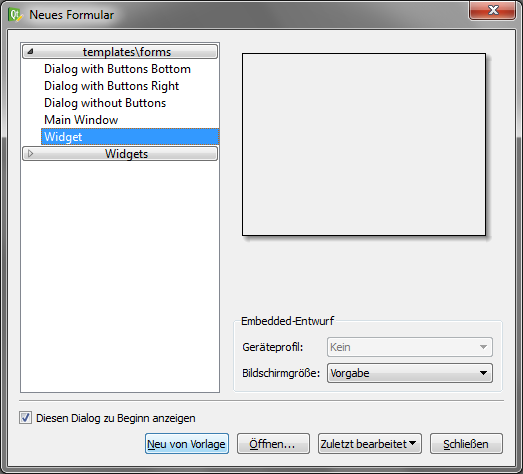 Neues Formular
templates\forms
Dialog with Buttons Bottom
Dialog with Buttons Right
Dialog without Buttons
Main Window
Widget
Widgets
Embedded-Entwurf
Geräteprofil: Kein
Bildschirmgröße: Vorgabe
Diesen Dialog zu Beginn anzeigen
Neu von Vorlage Öffnen... Zuletzt bearbeitet Schließen